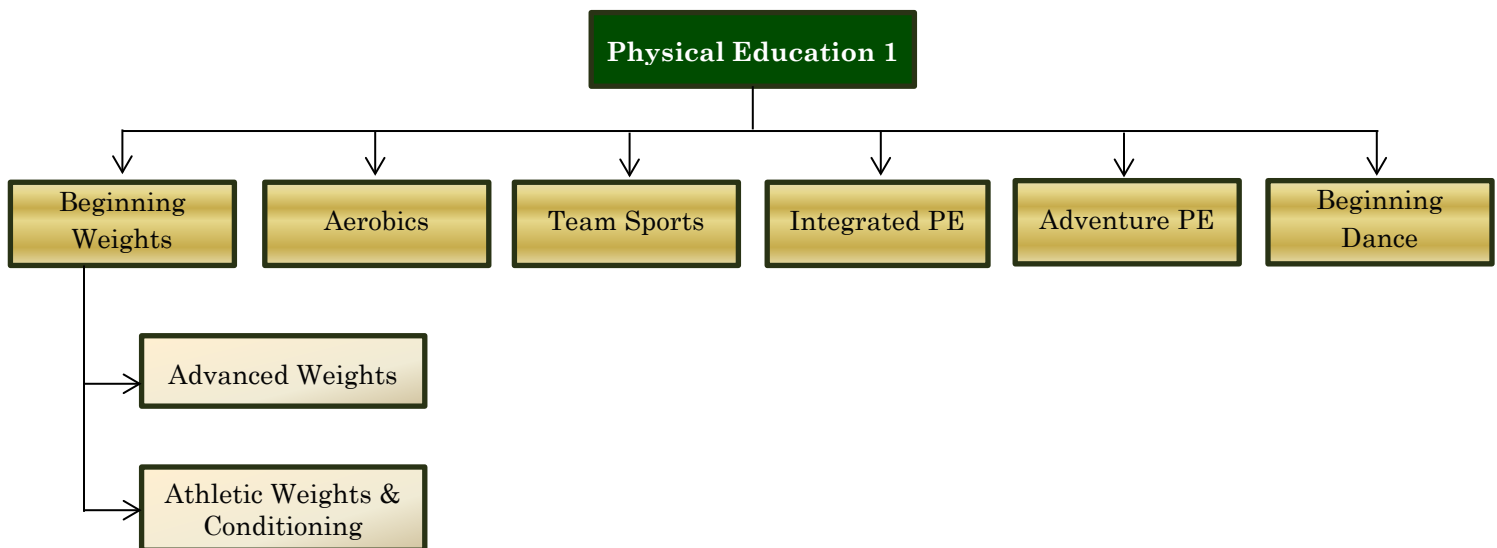 Physical Education 1
Beginning
Weights
Aerobics
Team Sports
Integrated PE
Adventure PE
Beginning
Dance
Advanced Weights
Athletic Weights &
Conditioning